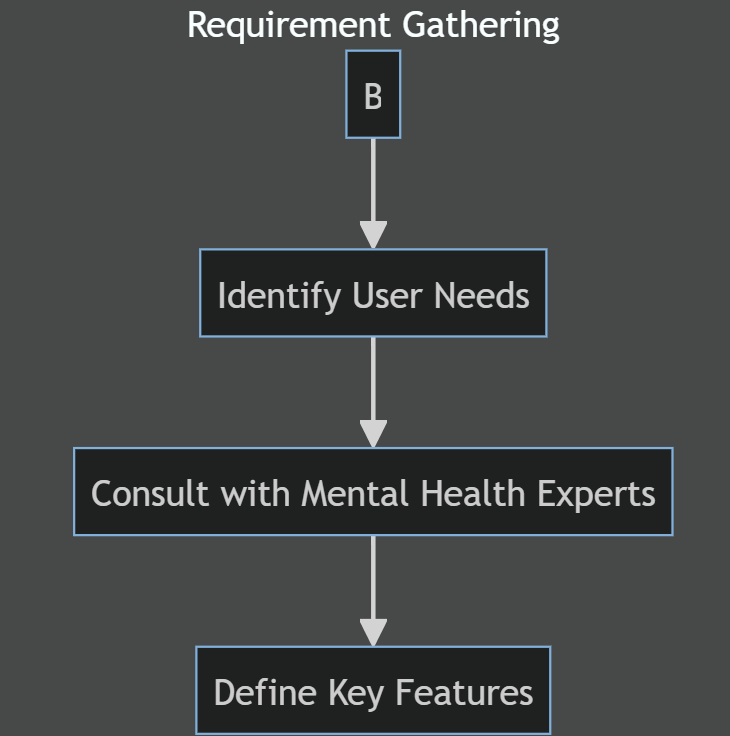 Requirement Gathering
B
Identify User Needs
Consult with Mental Health Experts
Define Key Features